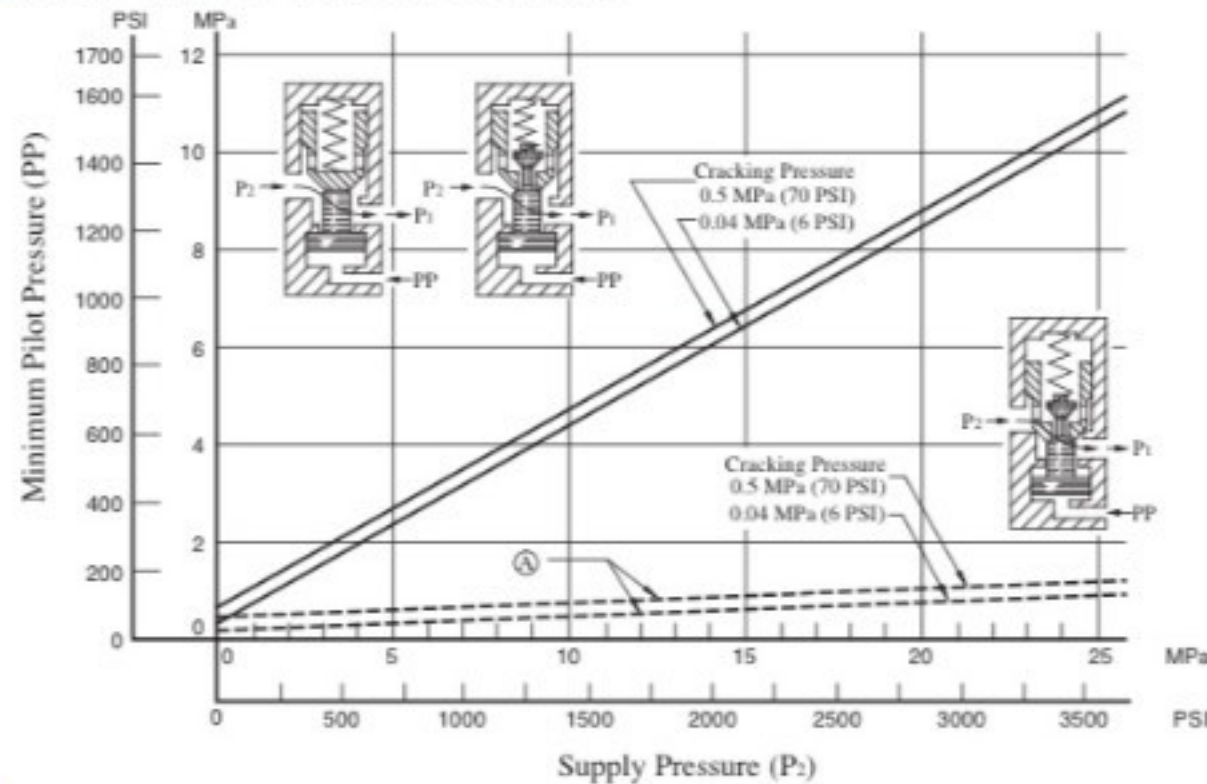 PSI MPa
1700 12
1600
1400 10
1200
8
1000
6
800
600
4
400
2
200
0 0
Minimum Pilot Pressure (PP)
P2 P1 PP
P2 P1 PP
Cracking Pressure
0.5 MPa (70 PSI)
0.04 MPa (6 PSI)
P2 P1 PP
Cracking Pressure
0.5 MPa (70 PSI)
0.04 MPa (6 PSI)
Ⓐ
0 5 10 15 20 25 MPa
0 500 1000 1500 2000 2500 3000 3500 PSI
Supply Pressure (P2)